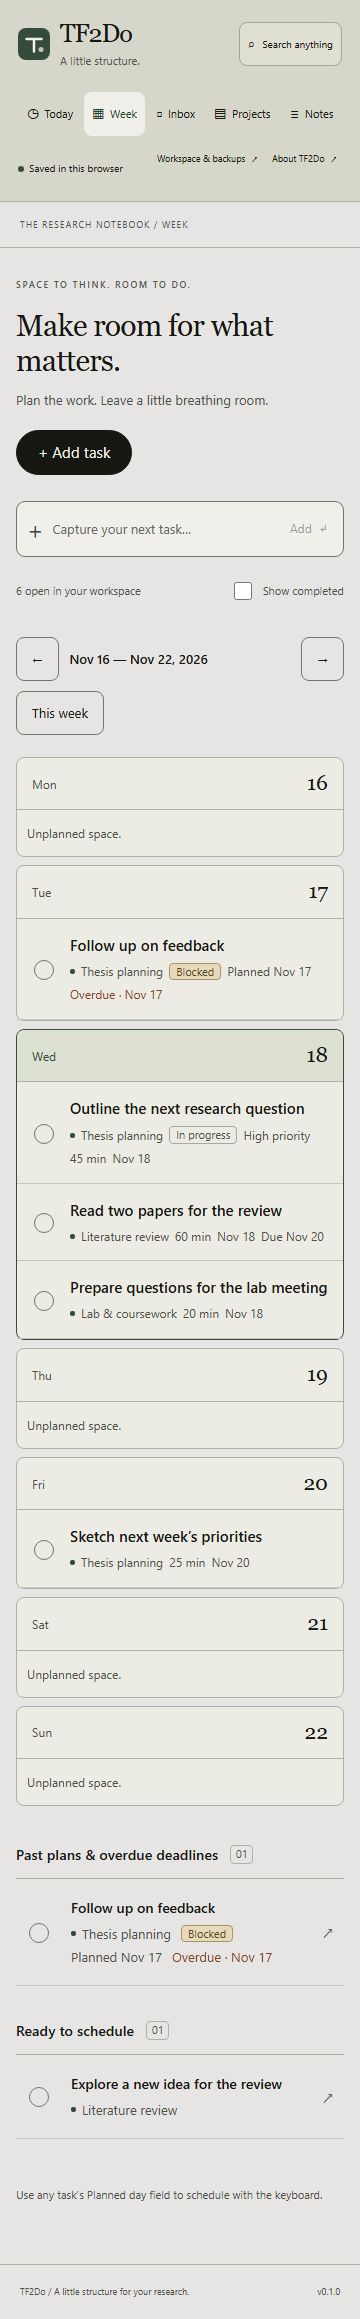 TF2Do
A little structure.
Search anything
Today
Week
Inbox
Projects
Notes
Saved in this browser
Workspace & backups ↗
About TF2Do ↗
THE RESEARCH NOTEBOOK / WEEK
SPACE TO THINK. ROOM TO DO.
Make room for what
matters.
Plan the work. Leave a little breathing room.
+ Add task
+ Capture your next task...
Add ↲
6 open in your workspace
Show completed
←
Nov 16 — Nov 22, 2026
→
This week
Mon
16
Unplanned space.
Tue
17
Follow up on feedback
Thesis planning Blocked Planned Nov 17
Overdue · Nov 17
Wed
18
Outline the next research question
Thesis planning In progress High priority
45 min Nov 18
Read two papers for the review
Literature review 60 min Nov 18 Due Nov 20
Prepare questions for the lab meeting
Lab & coursework 20 min Nov 18
Thu
19
Unplanned space.
Fri
20
Sketch next week’s priorities
Thesis planning 25 min Nov 20
Sat
21
Unplanned space.
Sun
22
Unplanned space.
Past plans & overdue deadlines 01
Follow up on feedback
Thesis planning Blocked
Planned Nov 17 Overdue · Nov 17
↗
Ready to schedule 01
Explore a new idea for the review
Literature review
↗
Use any task’s Planned day field to schedule with the keyboard.
TF2Do / A little structure for your research.
v0.1.0